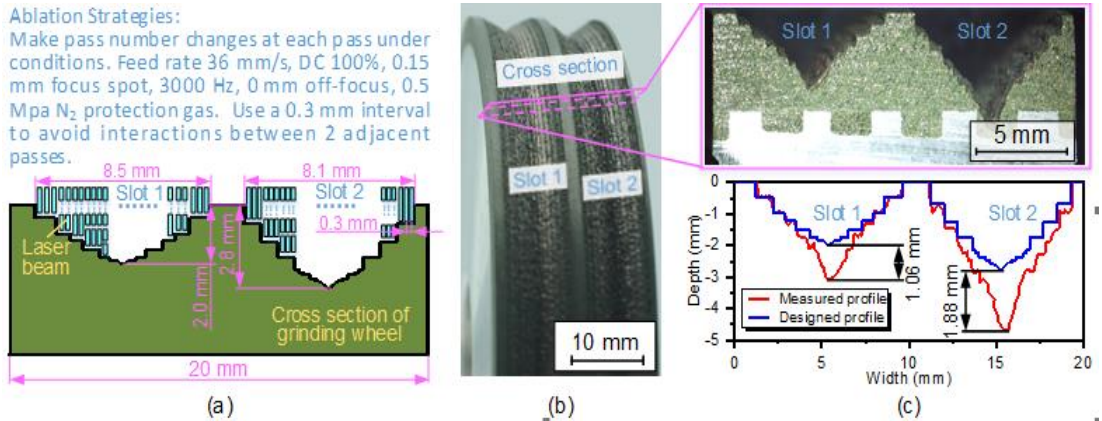 Ablation Strategies:
Make pass number changes at each pass under
conditions. Feed rate 36 mm/s, DC 100%, 0.15
mm focus spot, 3000 Hz, 0 mm off-focus, 0.5
Mpa N₂ protection gas. Use a 0.3 mm interval
to avoid interactions between 2 adjacent
passes.
8.5 mm
8.1 mm
Slot 1
Slot 2
0.3 mm
Laser
beam
2.0 mm
2.8 mm
Cross section of
grinding wheel
20 mm
(a)
Cross section
Slot 1
Slot 2
10 mm
(b)
Slot 1
Slot 2
5 mm
0
-1
-2
-3
-4
-5
Depth (mm)
Slot 1
Slot 2
1.06 mm
1.88 mm
Measured profile
Designed profile
0
5
10
15
20
Width (mm)
(c)